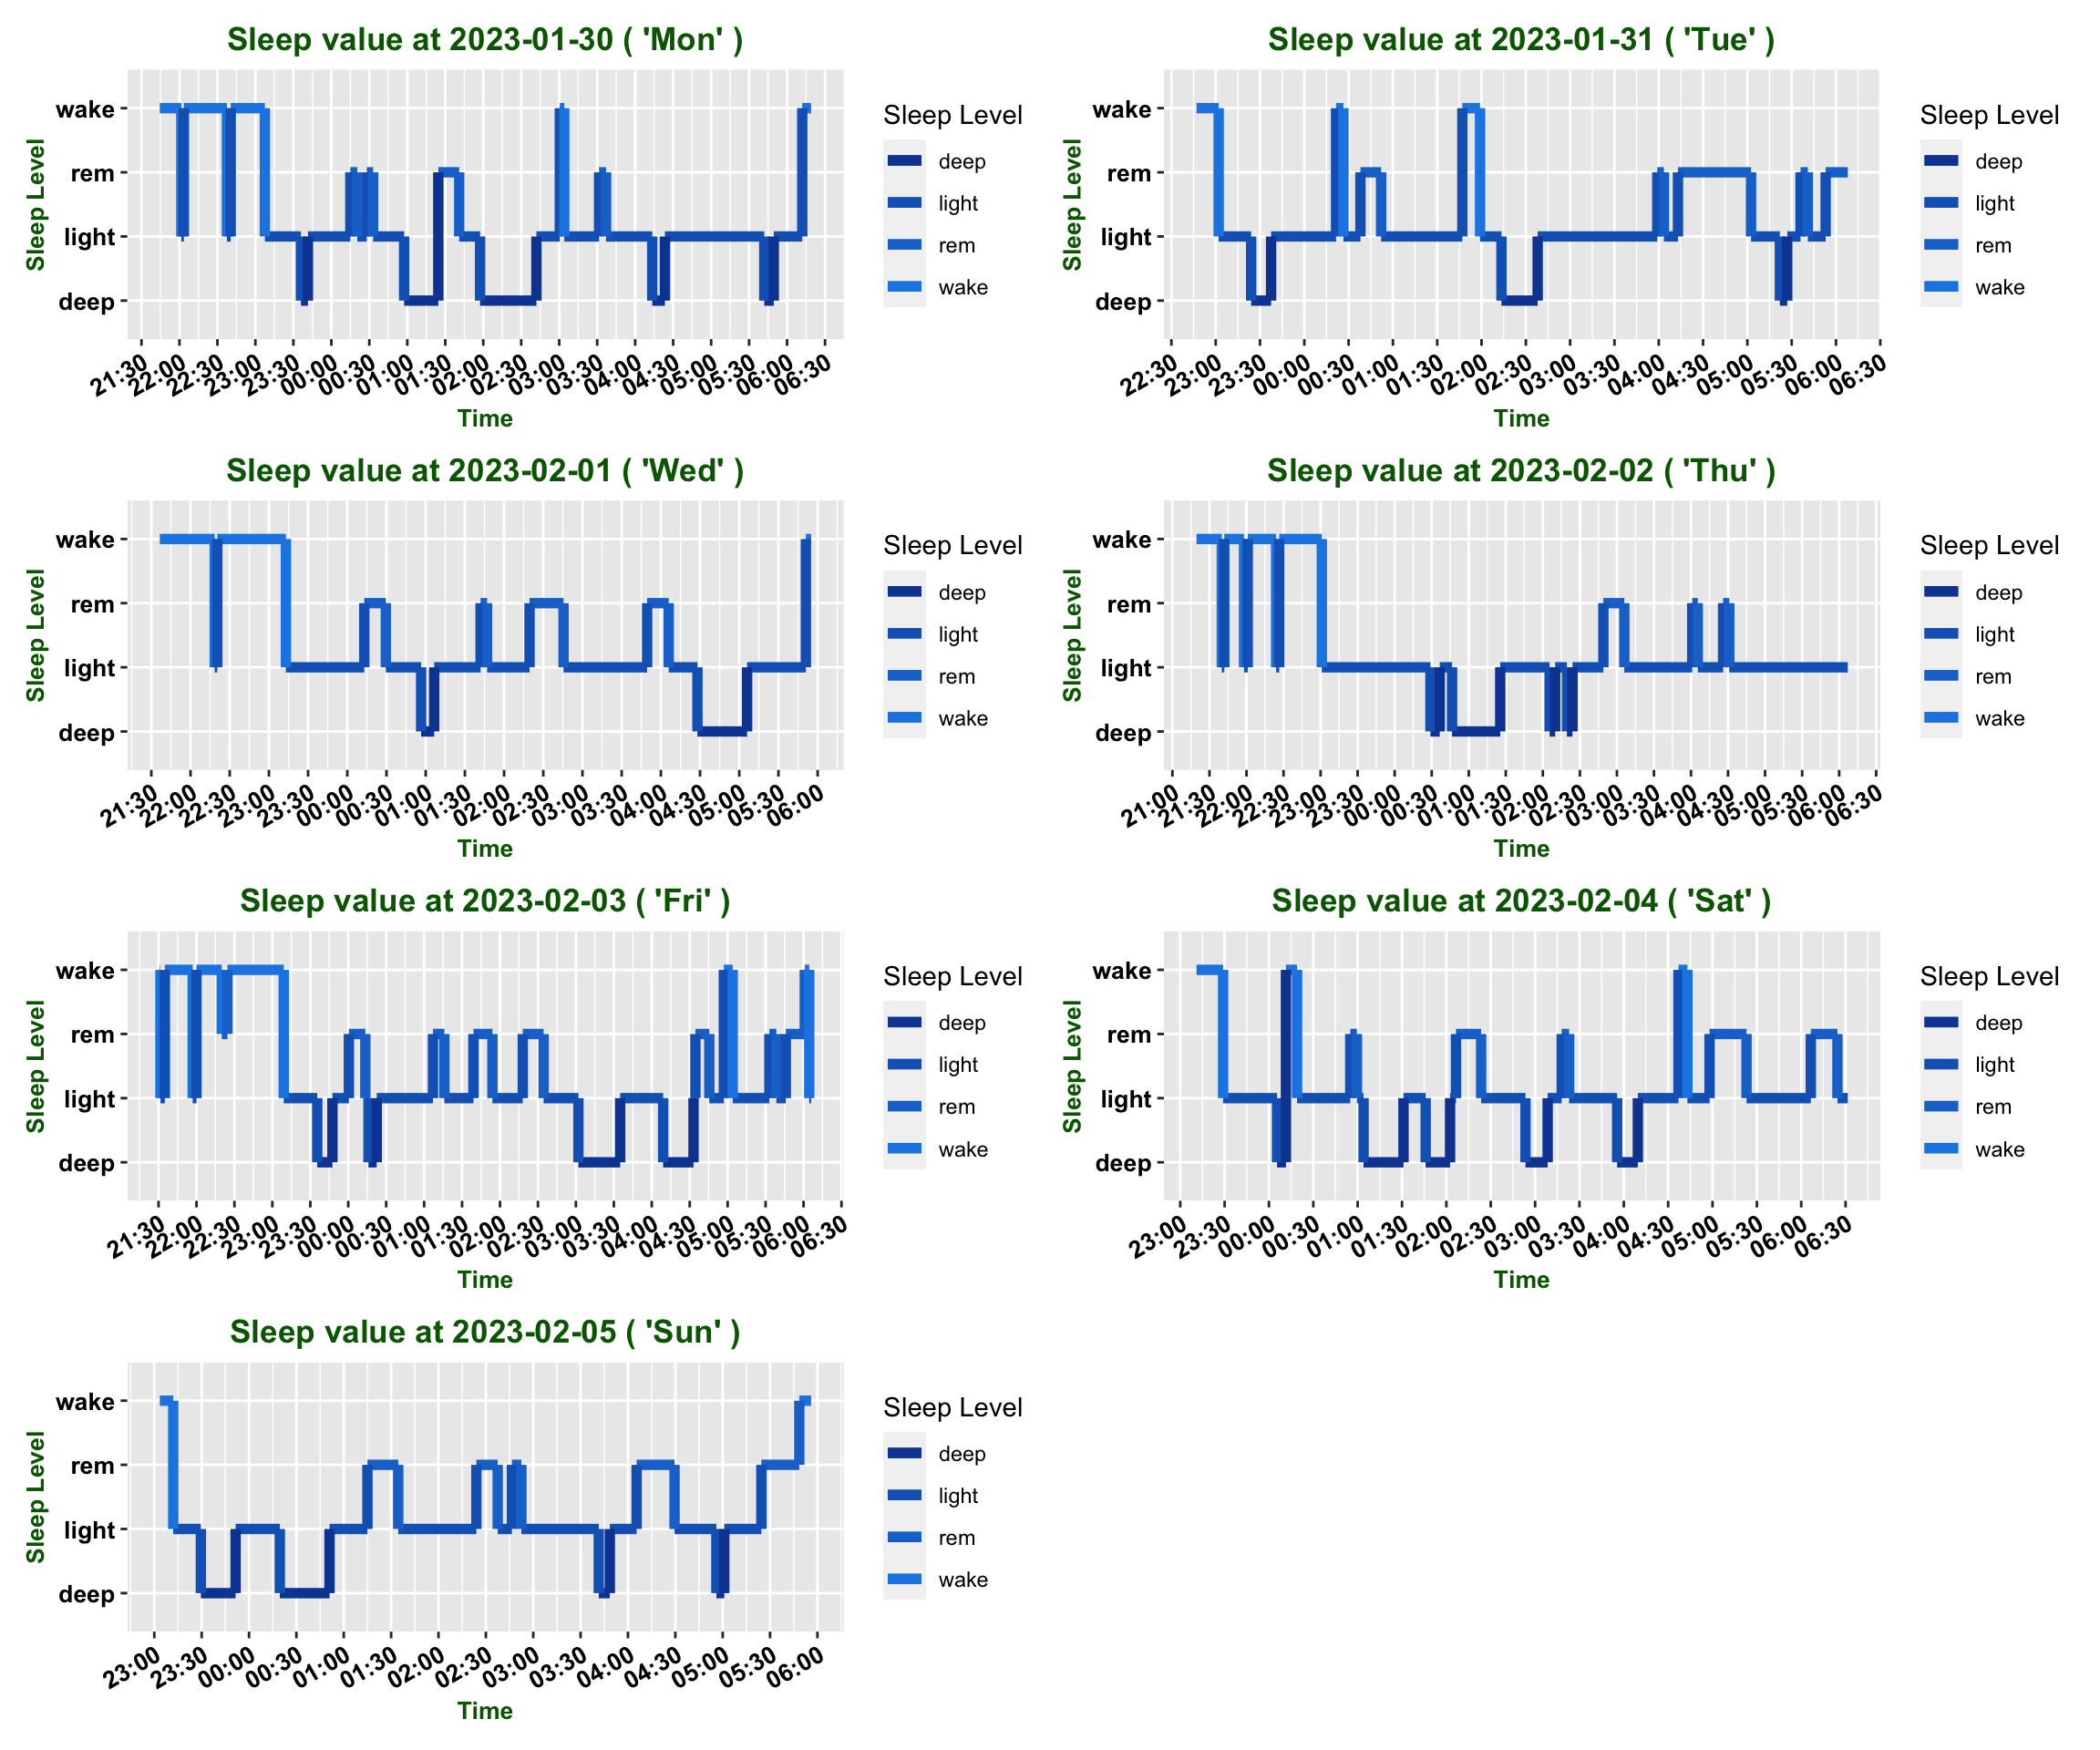 Sleep value at 2023-01-30 ( 'Mon' )
Sleep Level
wake
rem
light
deep
21:30 22:00 22:30 23:00 23:30 00:00 00:30 01:00 01:30 02:00 02:30 03:00 03:30 04:00 04:30 05:00 05:30 06:00 06:30
Time
Sleep Level
deep
light
rem
wake
Sleep value at 2023-01-31 ( 'Tue' )
Sleep Level
wake
rem
light
deep
22:30 23:00 23:30 00:00 00:30 01:00 01:30 02:00 02:30 03:00 03:30 04:00 04:30 05:00 05:30 06:00 06:30
Time
Sleep Level
deep
light
rem
wake
Sleep value at 2023-02-01 ( 'Wed' )
Sleep Level
wake
rem
light
deep
21:30 22:00 22:30 23:00 23:30 00:00 00:30 01:00 01:30 02:00 02:30 03:00 03:30 04:00 04:30 05:00 05:30 06:00
Time
Sleep Level
deep
light
rem
wake
Sleep value at 2023-02-02 ( 'Thu' )
Sleep Level
wake
rem
light
deep
21:00 21:30 22:00 22:30 23:00 23:30 00:00 00:30 01:00 01:30 02:00 02:30 03:00 03:30 04:00 04:30 05:00 05:30 06:00 06:30
Time
Sleep Level
deep
light
rem
wake
Sleep value at 2023-02-03 ( 'Fri' )
Sleep Level
wake
rem
light
deep
21:30 22:00 22:30 23:00 23:30 00:00 00:30 01:00 01:30 02:00 02:30 03:00 03:30 04:00 04:30 05:00 05:30 06:00 06:30
Time
Sleep Level
deep
light
rem
wake
Sleep value at 2023-02-04 ( 'Sat' )
Sleep Level
wake
rem
light
deep
23:00 23:30 00:00 00:30 01:00 01:30 02:00 02:30 03:00 03:30 04:00 04:30 05:00 05:30 06:00 06:30
Time
Sleep Level
deep
light
rem
wake
Sleep value at 2023-02-05 ( 'Sun' )
Sleep Level
wake
rem
light
deep
23:00 23:30 00:00 00:30 01:00 01:30 02:00 02:30 03:00 03:30 04:00 04:30 05:00 05:30 06:00
Time
Sleep Level
deep
light
rem
wake